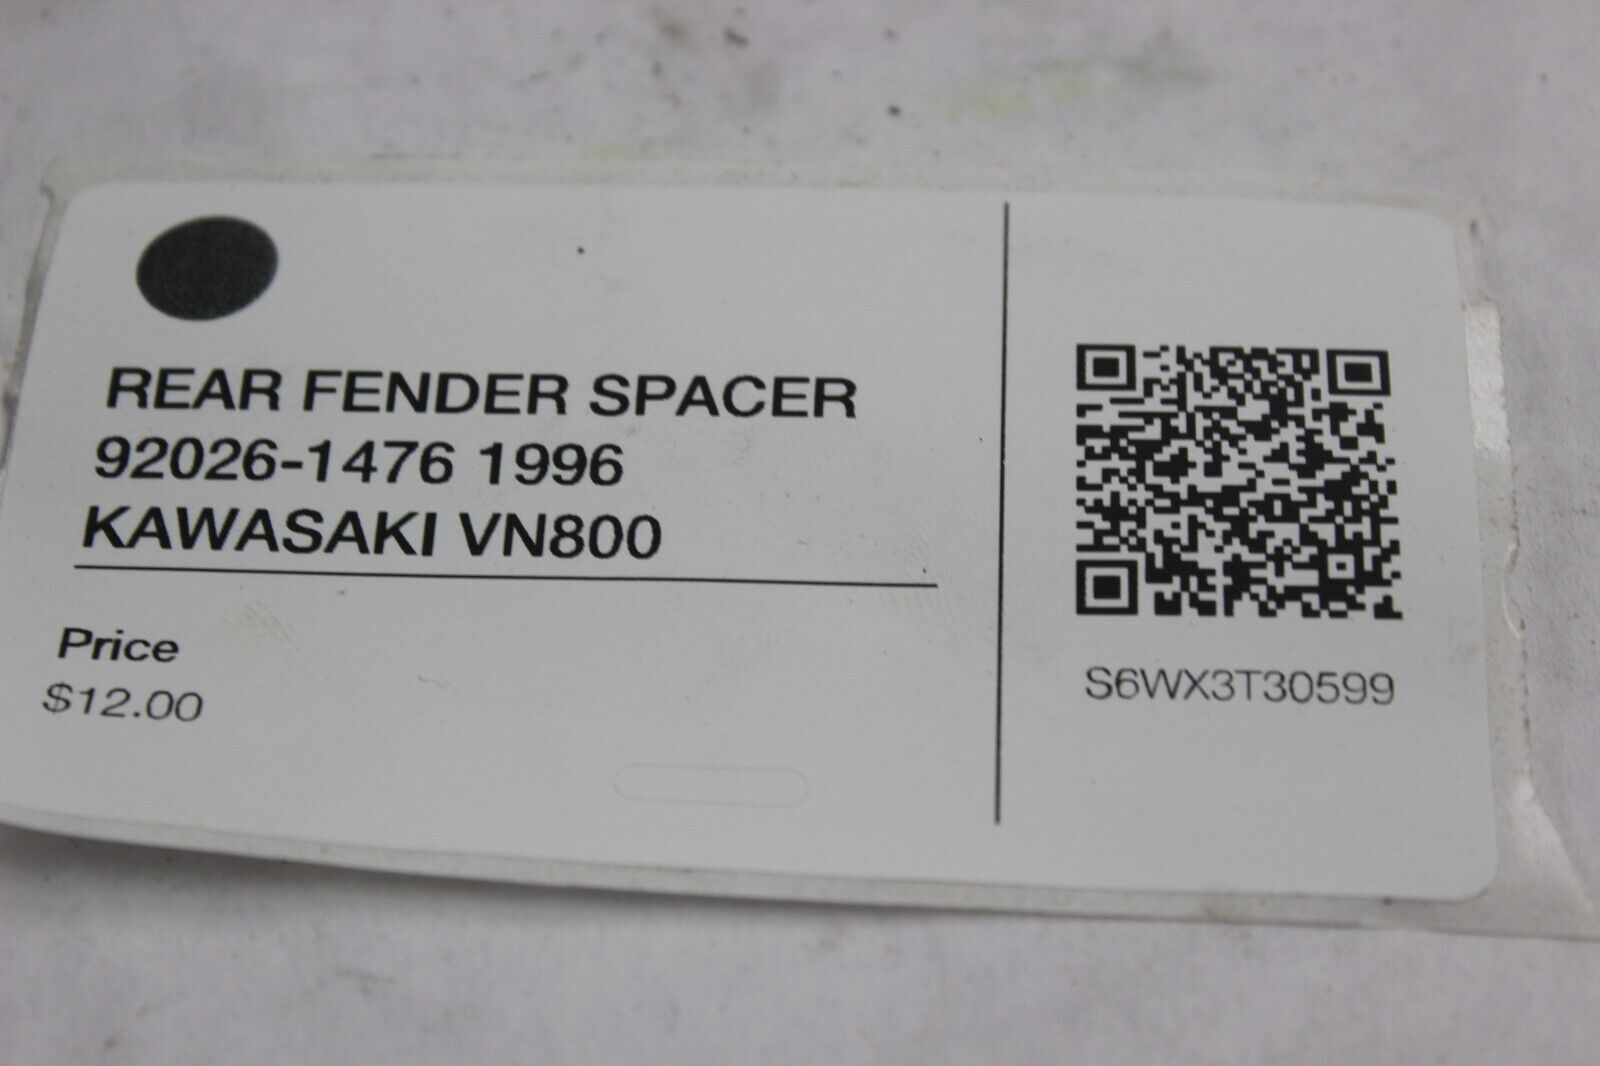 REAR FENDER SPACER
92026-1476 1996
KAWASAKI VN800
Price
$12.00
S6WX3T30599